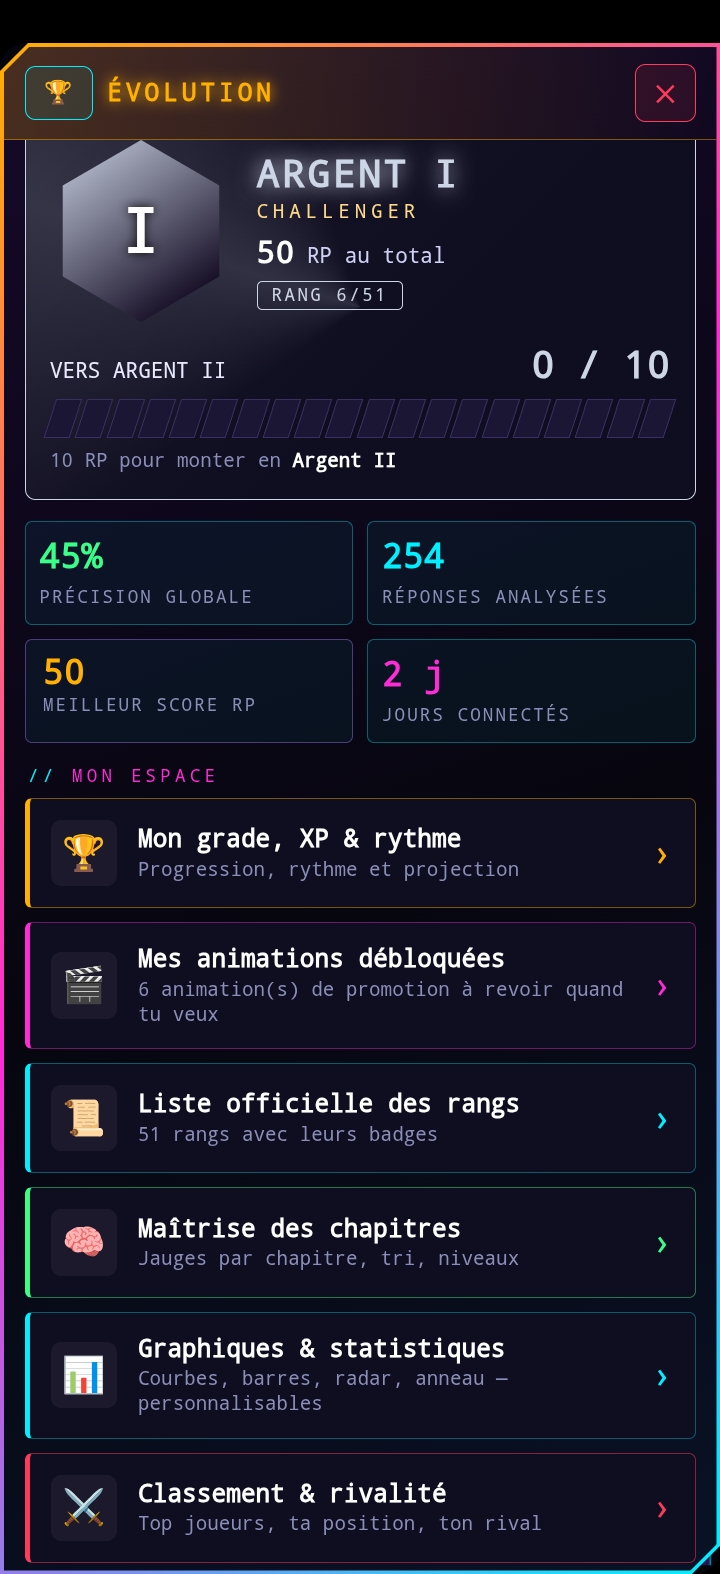 ÉVOLUTION
I
ARGENT I
CHALLENGER
50 RP au total
RANG 6/51
VERS ARGENT II
0 / 10
10 RP pour monter en Argent II
45%
PRÉCISION GLOBALE
254
RÉPONSES ANALYSÉES
50
MEILLEUR SCORE RP
2 j
JOURS CONNECTÉS
// MON ESPACE
Mon grade, XP & rythme
Progression, rythme et projection
Mes animations débloquées
6 animation(s) de promotion à revoir quand
tu veux
Liste officielle des rangs
51 rangs avec leurs badges
Maîtrise des chapitres
Jauges par chapitre, tri, niveaux
Graphiques & statistiques
Courbes, barres, radar, anneau —
personnalisables
Classement & rivalité
Top joueurs, ta position, ton rival